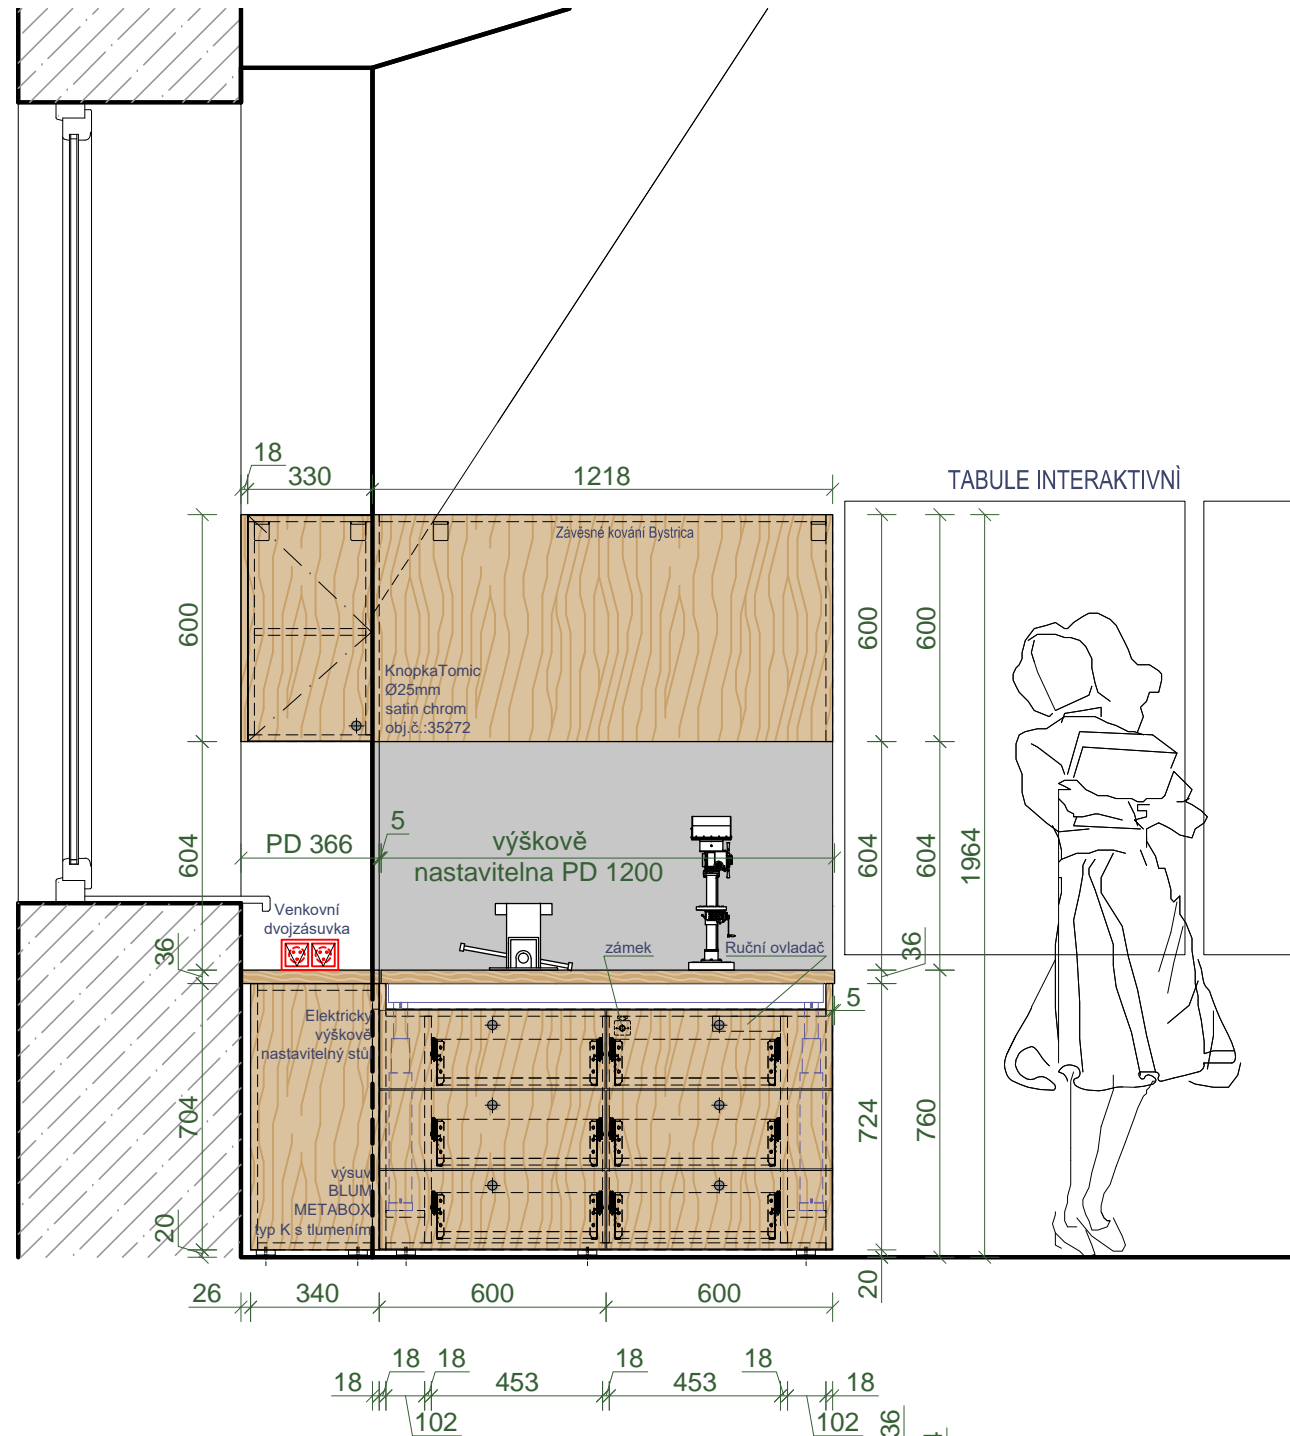 18
330
1218
TABULE INTERAKTIVNÌ
Závěsné kování Bystrica
600
600
600
KnopkaTomic
Ø25mm
satin chrom
obj.č.:35272
5
PD 366
výškově
nastavitelna PD 1200
604
604
604
1964
Venkovní
dvojzásuvka
zámek
Ruční ovladač
36
36
5
Elektricky
výškově
nastavitelný stůl
704
724
760
výsuv
BLUM
METABOX
typ K s tlumením
20
20
26
340
600
600
18
18
18
18
18
453
453
18
102
102
36